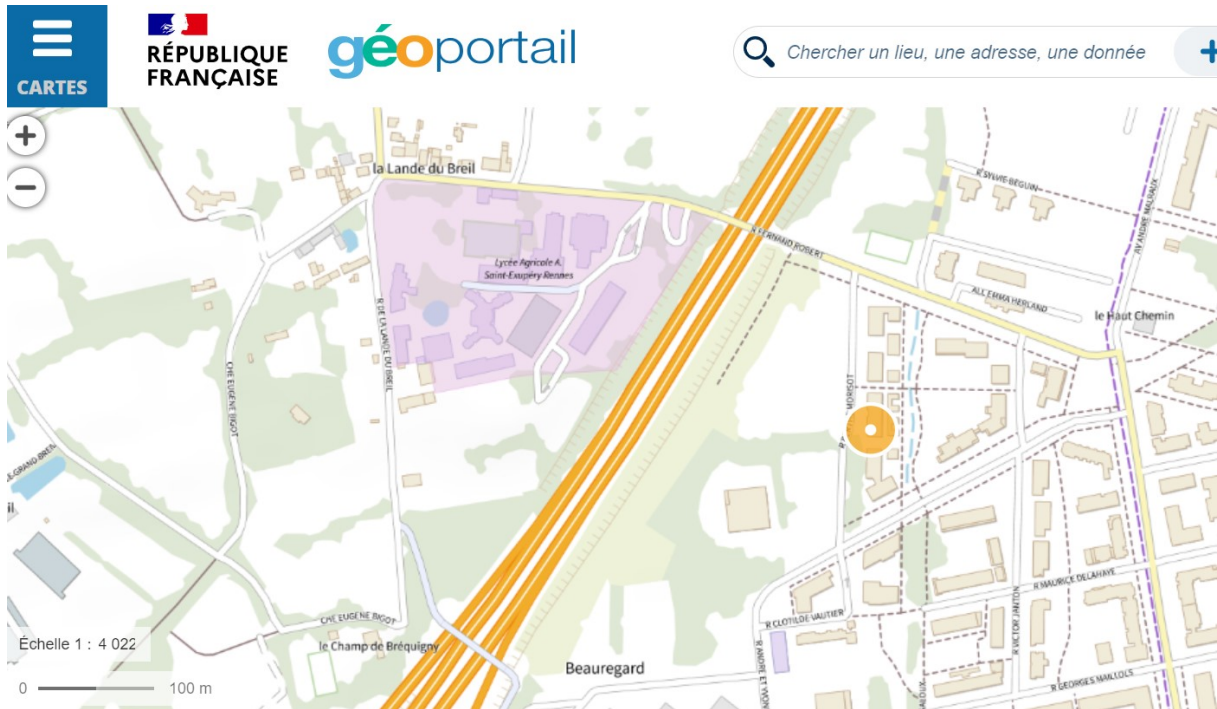 CARTES
RÉPUBLIQUE
FRANÇAISE
géoportail
Chercher un lieu, une adresse, une donnée
+
+
−
la Lande du Breil
R SYLVIE BEGUIN
AV ANDRE MALRAUX
R FERNAND ROBERT
Lycée Agricole A.
Saint-Exupéry Rennes
ALL EMMA HERLAND
le Haut Chemin
R DE LA LANDE DU BREIL
CHE EUGENE BIGOT
MORISOT
R MAURICE DELAHAYE
R CLOTILDE VAUTIER
R VICTOR JANTON
CHE EUGENE BIGOT
le Champ de Bréquigny
Beauregard
R ANDRE ET
R GEORGES MAILLOLS
Échelle 1 : 4 022
0
100 m